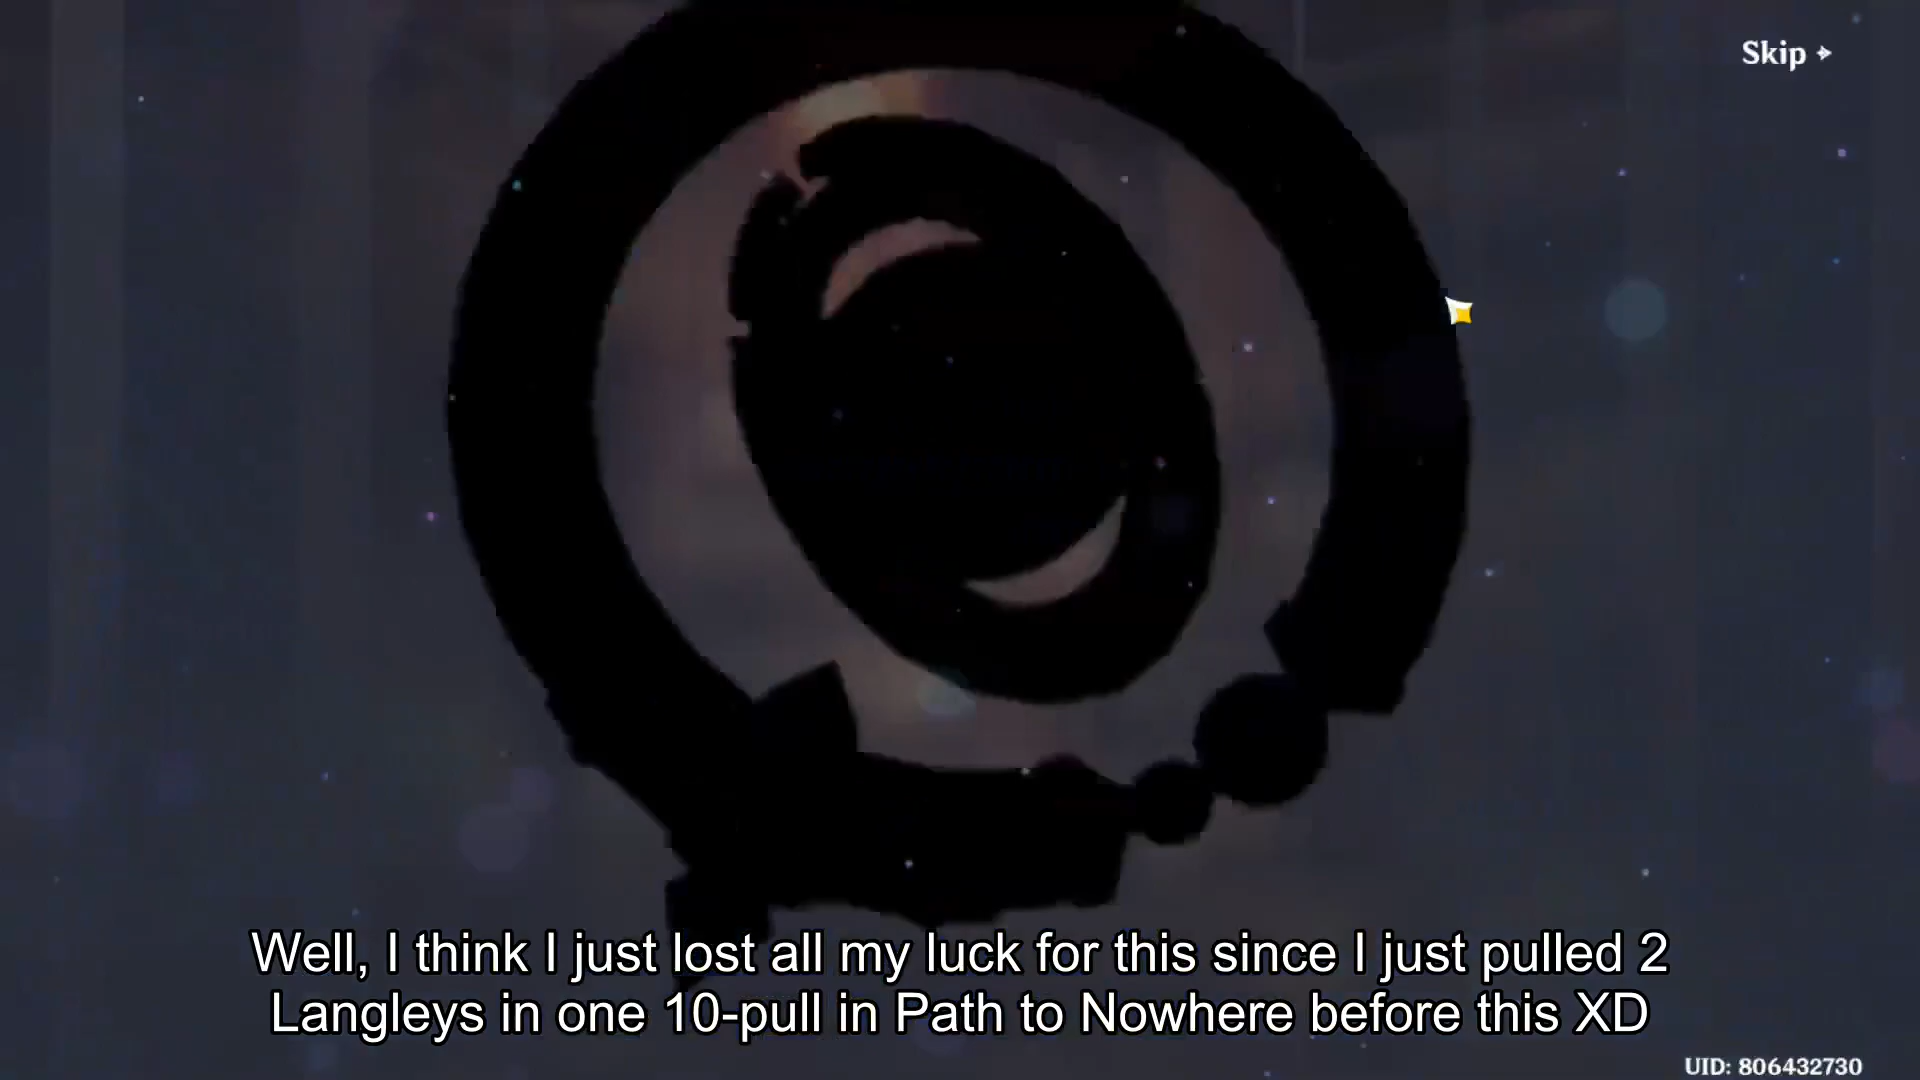 Skip
Well, I think I just lost all my luck for this since I just pulled 2
Langleys in one 10-pull in Path to Nowhere before this XD
UID: 806432730